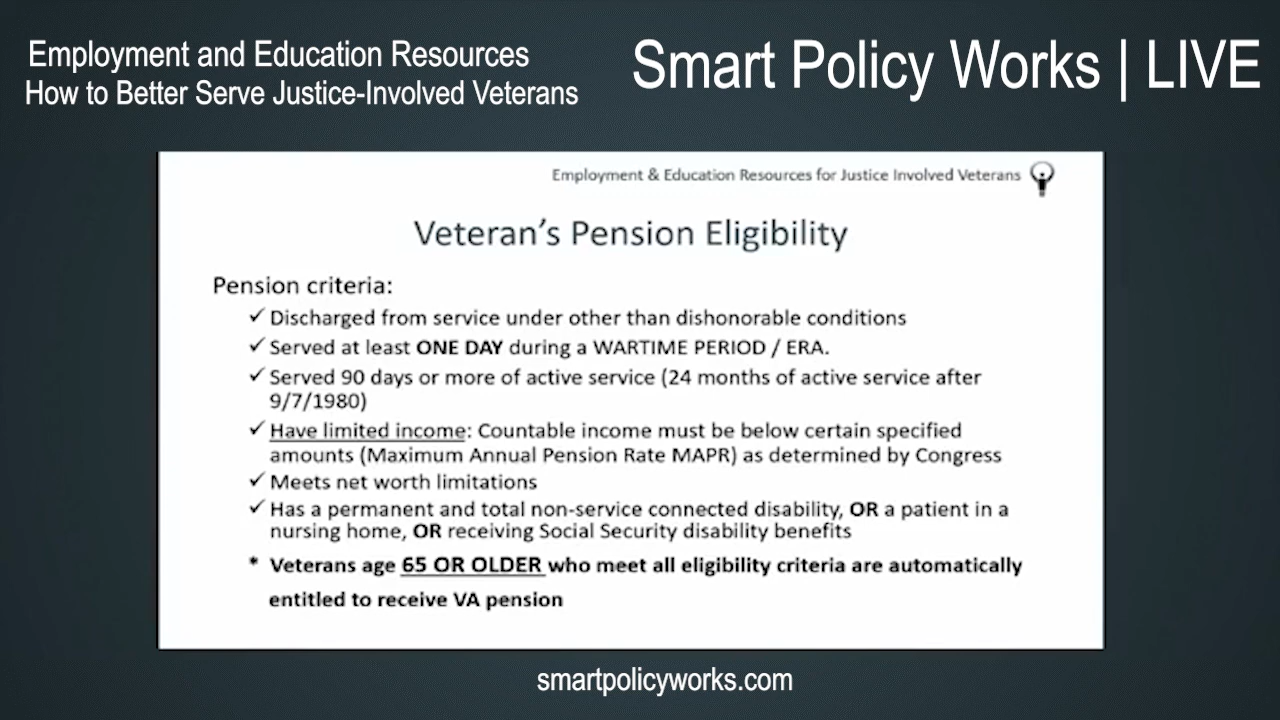 Employment and Education Resources
How to Better Serve Justice-Involved Veterans
Smart Policy Works | LIVE
Employment & Education Resources for Justice Involved Veterans
Veteran's Pension Eligibility
Pension criteria:
✓ Discharged from service under other than dishonorable conditions
✓ Served at least ONE DAY during a WARTIME PERIOD / ERA.
✓ Served 90 days or more of active service (24 months of active service after
9/7/1980)
✓ Have limited income: Countable income must be below certain specified
amounts (Maximum Annual Pension Rate MAPR) as determined by Congress
✓ Meets net worth limitations
✓ Has a permanent and total non-service connected disability, OR a patient in a
nursing home, OR receiving Social Security disability benefits
* Veterans age 65 OR OLDER who meet all eligibility criteria are automatically
entitled to receive VA pension
smartpolicyworks.com